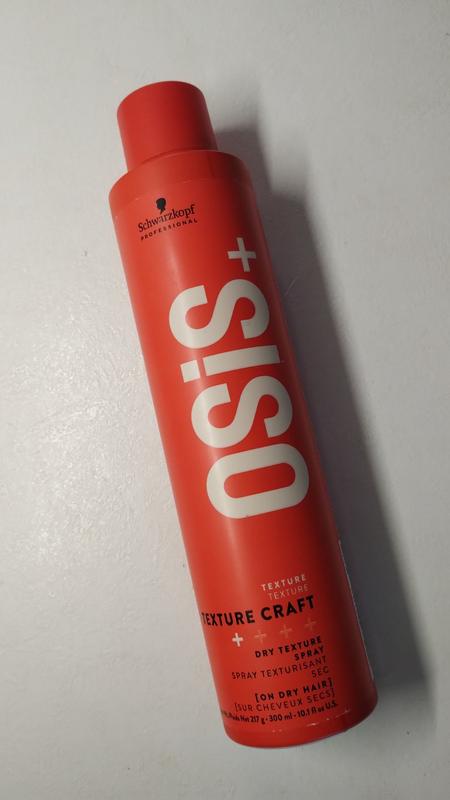 Schwarzkopf
PROFESSIONAL
OSiS+
TEXTURE
TEXTURE
TEXTURE CRAFT
+ + + +
DRY TEXTURE
SPRAY
SPRAY TEXTURISANT
SEC
[ON DRY HAIR]
[SUR CHEVEUX SECS]
Net 217 g - 300 ml - 10.1 fl oz U.S.